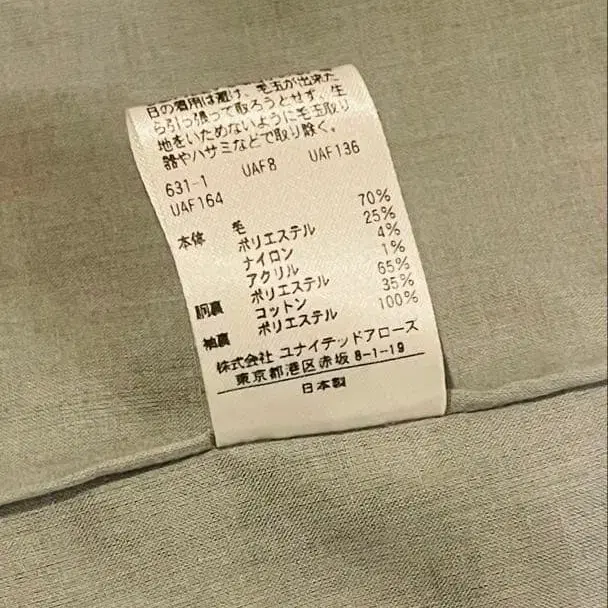 日の着用は避け、毛玉が出来た
ら引っ張って取ろうとせず、生
地をいためないように毛玉取り
器やハサミなどで取り除く。
631-1 UAF8 UAF136
UAF164
本体 毛 70%
ポリエステル 25%
ナイロン 4%
アクリル 1%
胴裏 ポリエステル 65%
コットン 35%
袖裏 ポリエステル 100%
株式会社 ユナイテッドアローズ
東京都港区赤坂 8-1-19
日本製